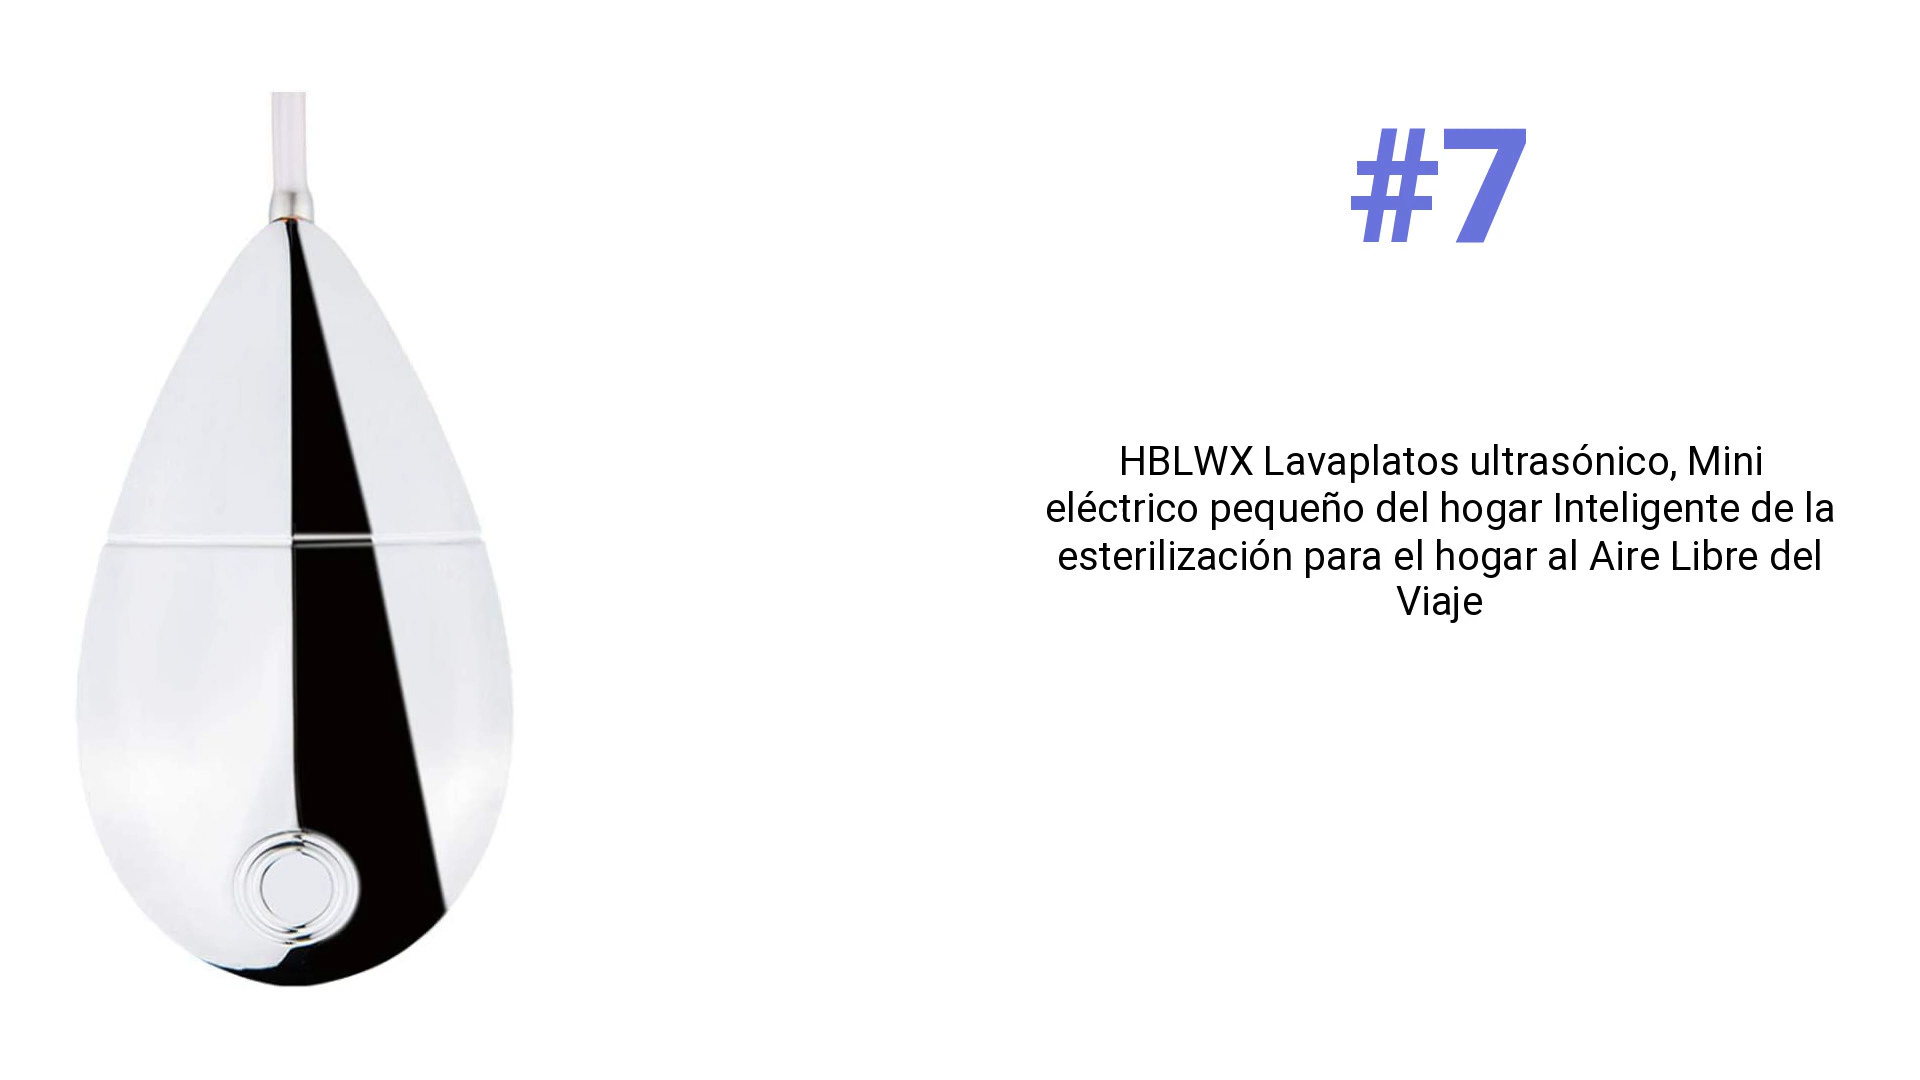 #7
HBLWX Lavaplatos ultrasónico, Mini
eléctrico pequeño del hogar Inteligente de la
esterilización para el hogar al Aire Libre del
Viaje